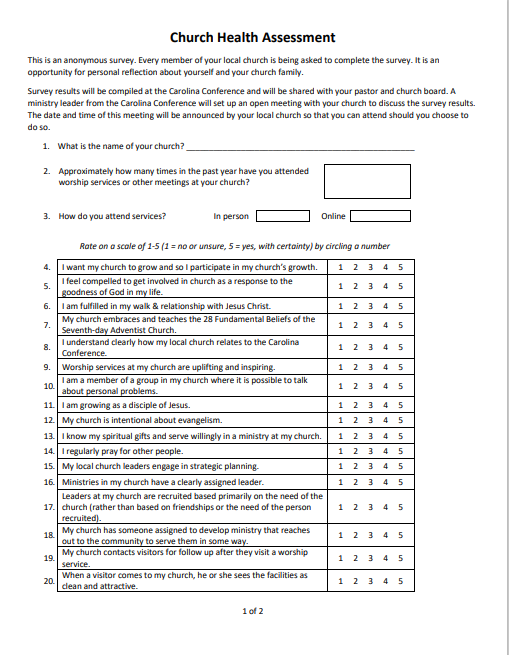 Church Health Assessment
This is an anonymous survey. Every member of your local church is being asked to complete the survey. It is an
opportunity for personal reflection about yourself and your church family.
Survey results will be compiled at the Carolina Conference and will be shared with your pastor and church board. A
ministry leader from the Carolina Conference will set up an open meeting with your church to discuss the survey results.
The date and time of this meeting will be announced by your local church so that you can attend should you choose to
do so.
1. What is the name of your church? ___________________________________________
2. Approximately how many times in the past year have you attended
worship services or other meetings at your church?
3. How do you attend services? In person Online
Rate on a scale of 1-5 (1 = no or unsure, 5 = yes, with certainty) by circling a number
4. I want my church to grow and so I participate in my church's growth. 1 2 3 4 5
5. I feel compelled to get involved in church as a response to the
goodness of God in my life. 1 2 3 4 5
6. I am fulfilled in my walk & relationship with Jesus Christ. 1 2 3 4 5
7. My church embraces and teaches the 28 Fundamental Beliefs of the
Seventh-day Adventist Church. 1 2 3 4 5
8. I understand clearly how my local church relates to the Carolina
Conference. 1 2 3 4 5
9. Worship services at my church are uplifting and inspiring. 1 2 3 4 5
10. I am a member of a group in my church where it is possible to talk
about personal problems. 1 2 3 4 5
11. I am growing as a disciple of Jesus. 1 2 3 4 5
12. My church is intentional about evangelism. 1 2 3 4 5
13. I know my spiritual gifts and serve willingly in a ministry at my church. 1 2 3 4 5
14. I regularly pray for other people. 1 2 3 4 5
15. My local church leaders engage in strategic planning. 1 2 3 4 5
16. Ministries in my church have a clearly assigned leader. 1 2 3 4 5
17. Leaders at my church are recruited based primarily on the need of the
church (rather than based on friendships or the need of the person
recruited). 1 2 3 4 5
18. My church has someone assigned to develop ministry that reaches
out to the community to serve them in some way. 1 2 3 4 5
19. My church contacts visitors for follow up after they visit a worship
service. 1 2 3 4 5
20. When a visitor comes to my church, he or she sees the facilities as
clean and attractive. 1 2 3 4 5
1 of 2